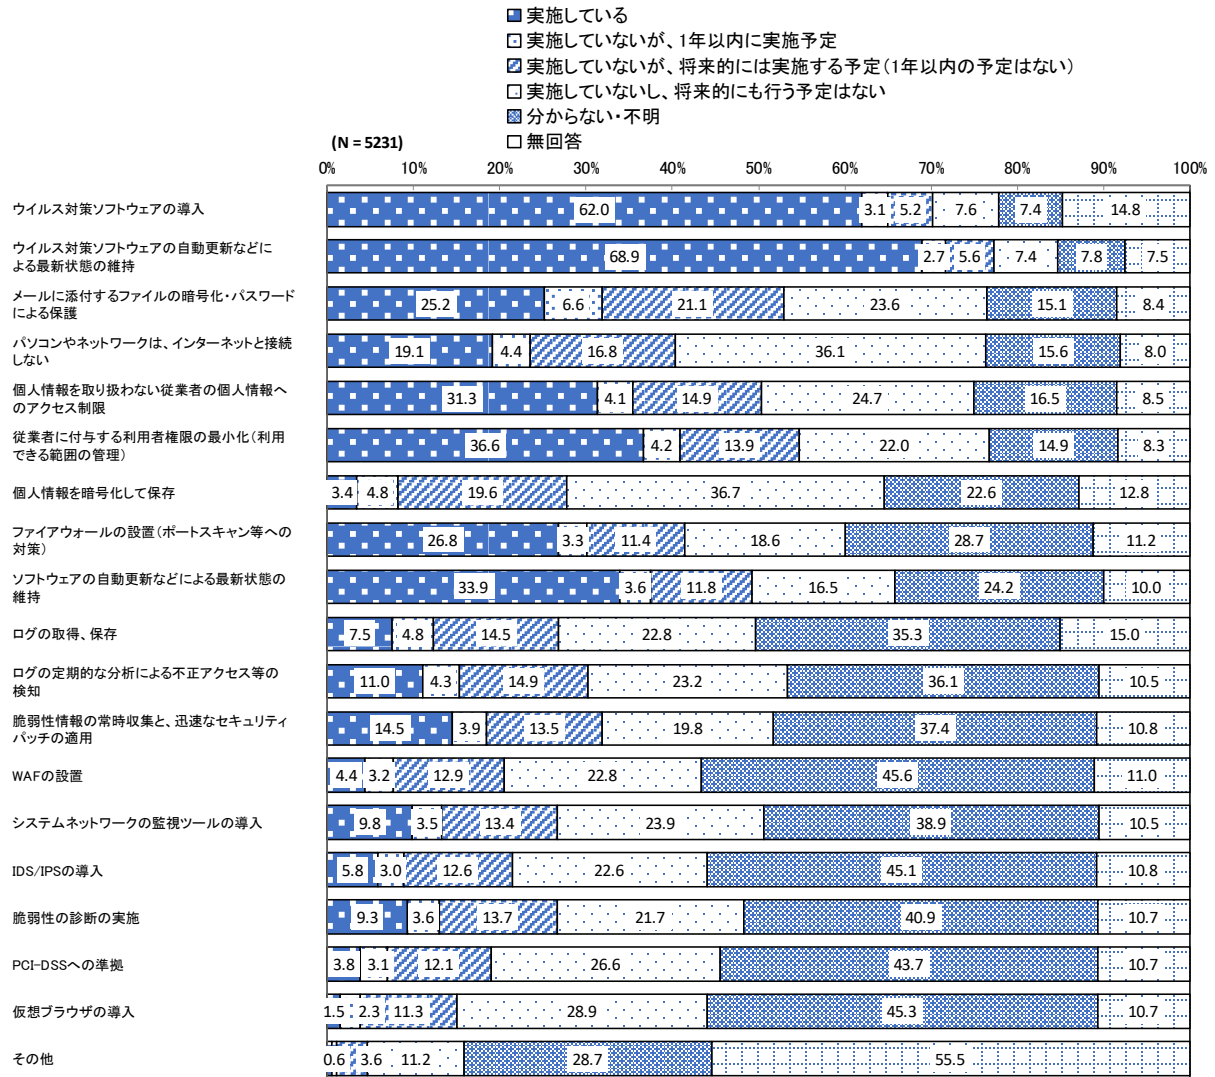 実施している
実施していないが、1年以内に実施予定
実施していないが、将来的には実施する予定（1年以内の予定はない）
実施していないし、将来的にも行う予定はない
分からない・不明
(N = 5231)
無回答
0% 10% 20% 30% 40% 50% 60% 70% 80% 90% 100%
ウイルス対策ソフトウェアの導入
62.0 3.1 5.2 7.6 7.4 14.8
ウイルス対策ソフトウェアの自動更新などに
よる最新状態の維持
68.9 2.7 5.6 7.4 7.8 7.5
メールに添付するファイルの暗号化・パスワード
による保護
25.2 6.6 21.1 23.6 15.1 8.4
パソコンやネットワークは、インターネットと接続
しない
19.1 4.4 16.8 36.1 15.6 8.0
個人情報を取り扱わない従業者の個人情報へ
のアクセス制限
31.3 4.1 14.9 24.7 16.5 8.5
従業者に付与する利用者権限の最小化（利用
できる範囲の管理）
36.6 4.2 13.9 22.0 14.9 8.3
個人情報を暗号化して保存
3.4 4.8 19.6 36.7 22.6 12.8
ファイアウォールの設置（ポートスキャン等への
対策）
26.8 3.3 11.4 18.6 28.7 11.2
ソフトウェアの自動更新などによる最新状態の
維持
33.9 3.6 11.8 16.5 24.2 10.0
ログの取得、保存
7.5 4.8 14.5 22.8 35.3 15.0
ログの定期的な分析による不正アクセス等の
検知
11.0 4.3 14.9 23.2 36.1 10.5
脆弱性情報の常時収集と、迅速なセキュリティ
パッチの適用
14.5 3.9 13.5 19.8 37.4 10.8
WAFの設置
4.4 3.2 12.9 22.8 45.6 11.0
システムネットワークの監視ツールの導入
9.8 3.5 13.4 23.9 38.9 10.5
IDS/IPSの導入
5.8 3.0 12.6 22.6 45.1 10.8
脆弱性の診断の実施
9.3 3.6 13.7 21.7 40.9 10.7
PCI-DSSへの準拠
3.8 3.1 12.1 26.6 43.7 10.7
仮想ブラウザの導入
1.5 2.3 11.3 28.9 45.3 10.7
その他
0.6 3.6 11.2 28.7 55.5